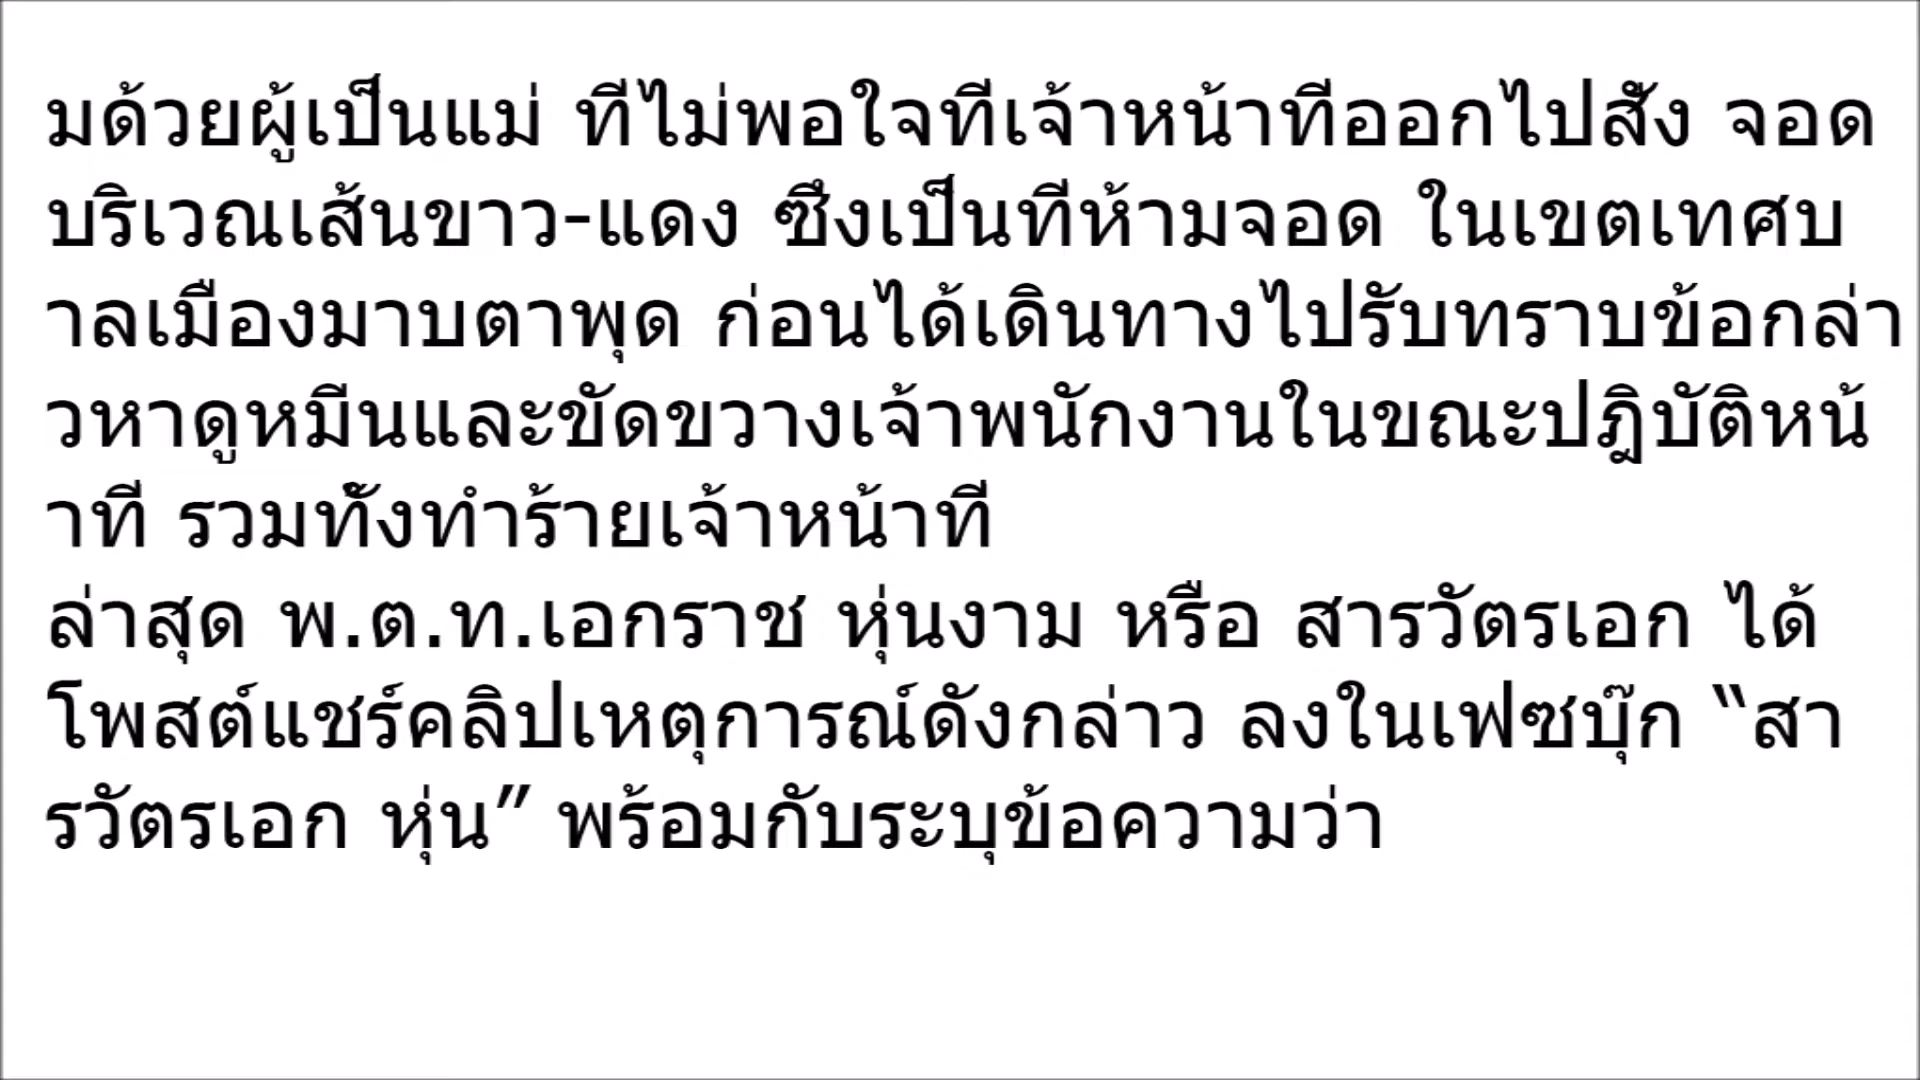 มด้วยผู้เป็นแม่ ที่ไม่พอใจที่เจ้าหน้าที่ออกไปสั่ง จอด
บริเวณเส้นขาว-แดง ซึ่งเป็นที่ห้ามจอด ในเขตเทศบ
าลเมืองมาบตาพุด ก่อนได้เดินทางไปรับทราบข้อกล่า
วหาดูหมิ่นและขัดขวางเจ้าพนักงานในขณะปฎิบัติหน้
าที่ รวมทั้งทำร้ายเจ้าหน้าที่
ล่าสุด พ.ต.ท.เอกราช หุ่นงาม หรือ สารวัตรเอก ได้
โพสต์แชร์คลิปเหตุการณ์ดังกล่าว ลงในเฟซบุ๊ก “สา
รวัตรเอก หุ่น” พร้อมกับระบุข้อความว่า